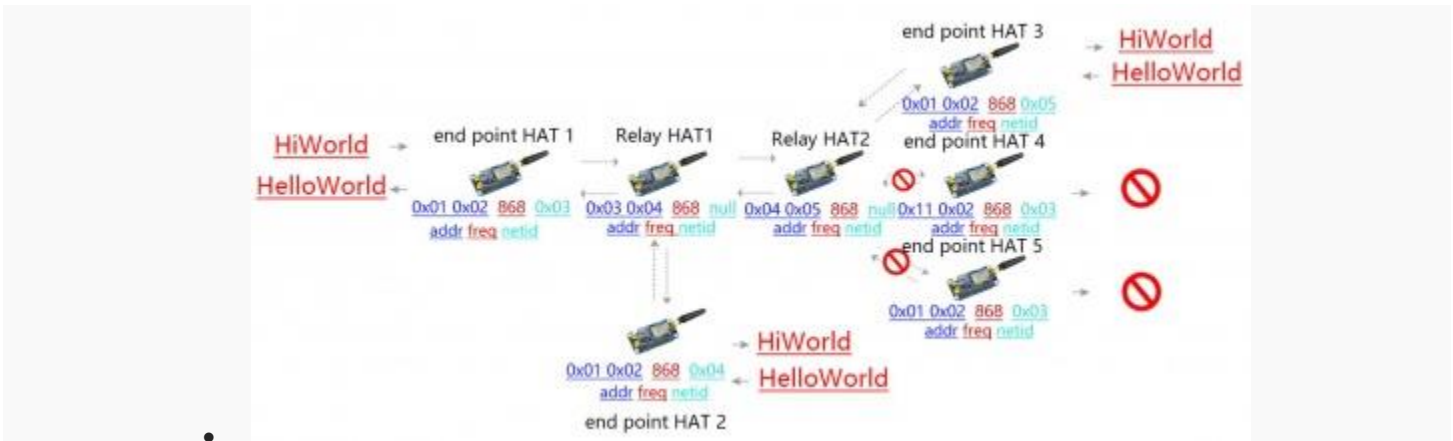 end point HAT 3
HiWorld
HelloWorld
0x01 0x02 868 0x05
addr freq netid
HiWorld
HelloWorld
end point HAT 1
0x01 0x02 868 0x03
addr freq netid
Relay HAT1
0x03 0x04 868 null
addr freq netid
Relay HAT2
0x04 0x05 868 null
addr freq netid
end point HAT 4
0x11 0x02 868 0x03
addr freq netid
end point HAT 5
0x01 0x02 868 0x03
addr freq netid
HiWorld
HelloWorld
0x01 0x02 868 0x04
addr freq netid
end point HAT 2